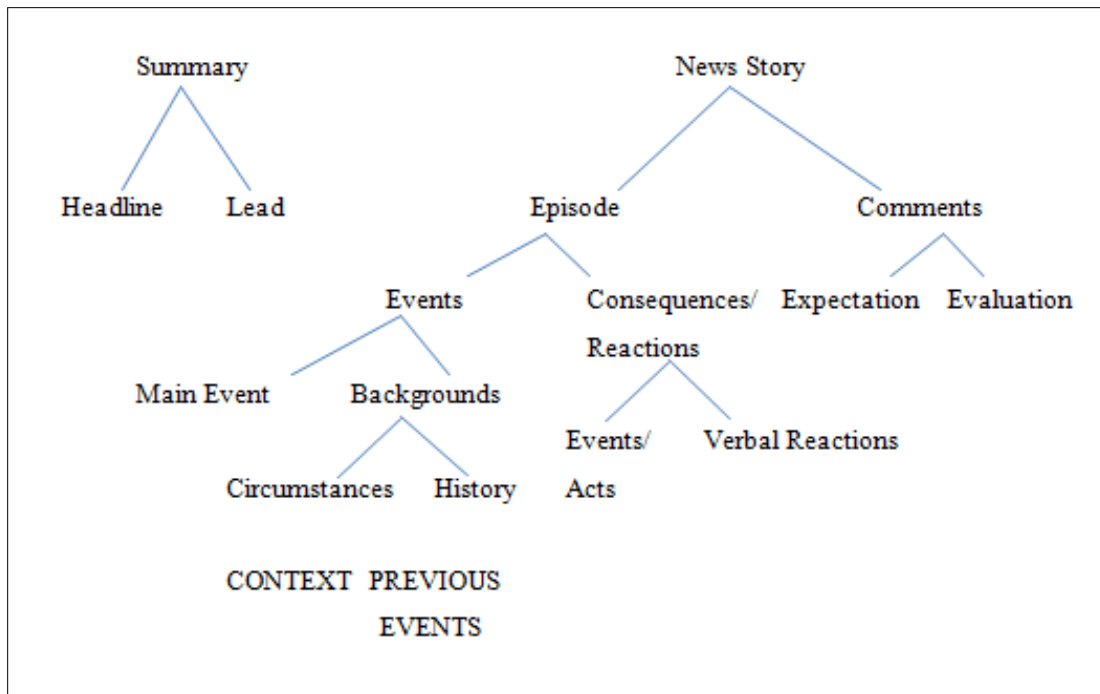 Summary News Story
Headline Lead Episode Comments
Events Consequences/ Expectation Evaluation
Reactions
Main Event Backgrounds
Events/ Verbal Reactions
Circumstances History Acts
CONTEXT PREVIOUS
EVENTS